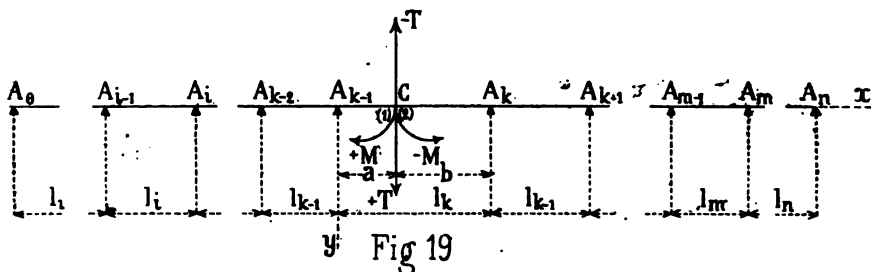 -T
A₀ A_{i-1} A_i A_{k-2} A_{k-1} C A_k A_{k+1} A_{m-1} A_m A_n x
(1) (2)
+M -M
a b
l₁ l_i l_{k-1} +T l_k l_{k-1} l_m l_n
y Fig 19